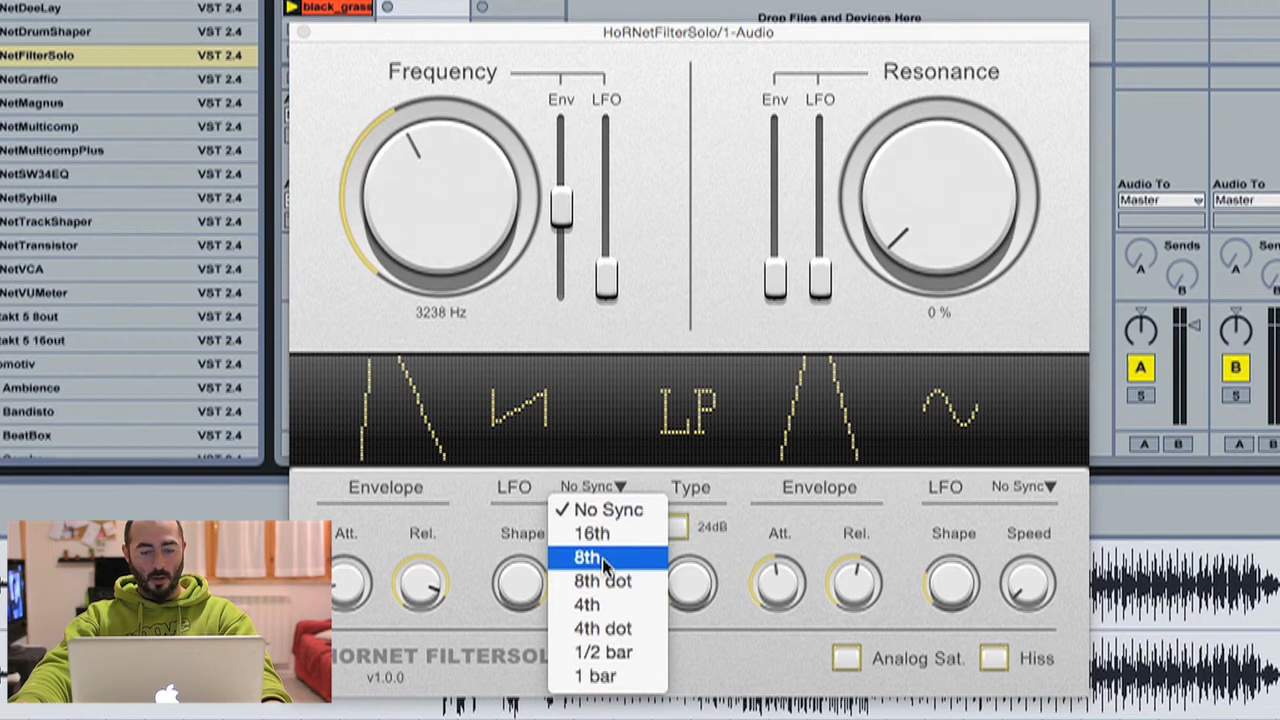 NetDeeLay VST 2.4
NetDrumShaper VST 2.4
NetFilterSolo VST 2.4
NetGraffio VST 2.4
NetMagnus VST 2.4
NetMulticomp VST 2.4
NetMulticompPlus VST 2.4
NetSW34EQ VST 2.4
NetSybilla VST 2.4
NetTrackShaper VST 2.4
NetTransistor VST 2.4
NetVCA VST 2.4
NetVUMeter VST 2.4
takt 5 8out VST 2.4
takt 5 16out VST 2.4
omotiv VST 2.4
Ambience VST 2.4
Bandisto VST 2.4
BeatBox VST 2.4
black_grass
Drop Files and Devices Here
HoRNetFilterSolo/1-Audio
Frequency
Env LFO
3238 Hz
Resonance
Env LFO
0 %
LP
Envelope
Att. Rel.
LFO No Sync▼
Shape
Type
24dB
Envelope
Att. Rel.
LFO No Sync▼
Shape Speed
✓ No Sync
16th
8th
8th dot
4th
4th dot
1/2 bar
1 bar
HORNET FILTERSOL
v1.0.0
Analog Sat. Hiss
Audio To Audio To
Master Master
Sends Sen
A A
B B
A B
S S
A B A B